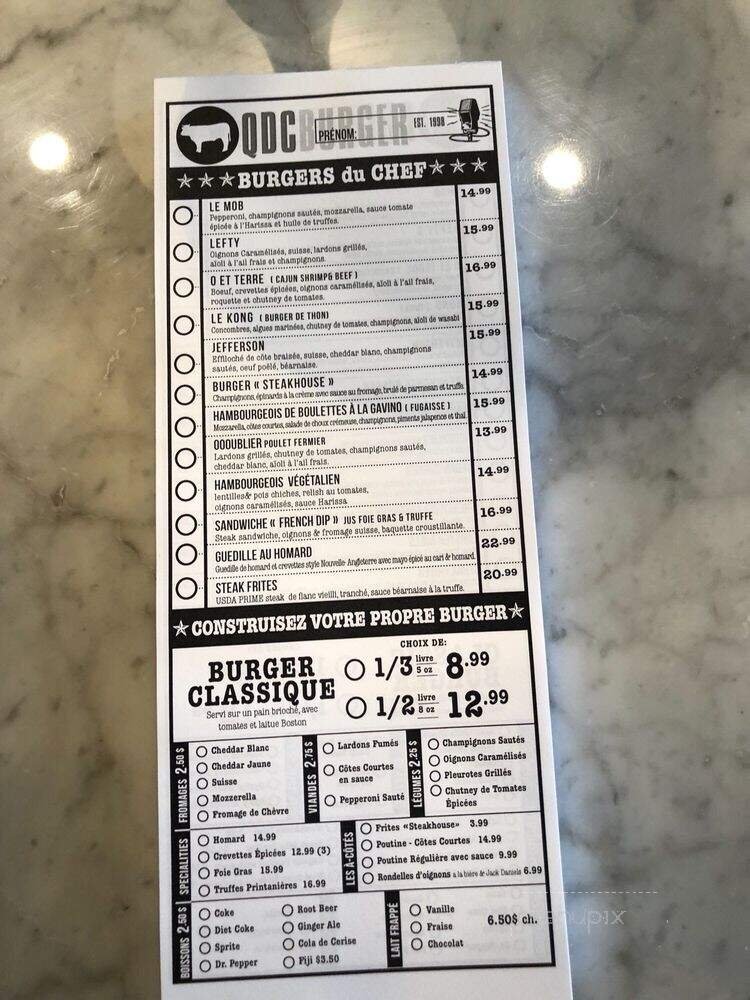 QDC BURGER
EST. 1998
PRÉNOM:
BURGERS du CHEF
LE MOB 14.99
Pepperoni, champignons sautés, mozzarella, sauce tomate
épicée à l'Harissa et huile de truffes.
LEFTY 15.99
Oignons Caramélisés, suisse, lardons grillés,
aïoli à l'ail frais et champignons.
O ET TERRE ( CAJUN SHRIMP& BEEF ) 16.99
Boeuf, crevettes épicées, oignons caramélisés, aïoli à l'ail frais,
roquette et chutney de tomates.
LE KONG ( BURGER DE THON) 15.99
Concombres, algues marinées, chutney de tomates, champignons, aïoli de wasabi
JEFFERSON 15.99
Effiloché de côte braisée, suisse, cheddar blanc, champignons
sautés, oeuf poêlé, béarnaise.
BURGER « STEAKHOUSE » 14.99
Champignons, épinards à la crème avec sauce au fromage, brulé de parmesan et truffe.
HAMBOURGEOIS DE BOULETTES À LA GAVINO ( FUGAISSE ) 15.99
Mozzarella, côtes courtes, salade de choux crémeuse, champignons, piments jalapenos et thaï.
OOOUBLIER POULET FERMIER 13.99
Lardons grillés, chutney de tomates, champignons sautés,
cheddar blanc, aïoli à l'ail frais.
HAMBOURGEOIS VÉGÉTALIEN 14.99
lentilles& pois chiches, relish au tomates,
oignons caramélisés, sauce Harissa
SANDWICHE « FRENCH DIP » JUS FOIE GRAS & TRUFFE 16.99
Steak sandwiche, oignons & fromage suisse, baquette croustillante.
GUEDILLE AU HOMARD 22.99
Guedille de homard et crevettes style Nouvelle- Angleterre avec mayo épicé au cari & homard.
STEAK FRITES 20.99
USDA PRIME steak de flanc vieilli, tranché, sauce béarnaise à la truffe.
CONSTRUISEZ VOTRE PROPRE BURGER
CHOIX DE:
BURGER
CLASSIQUE
Servi sur un pain brioché, avec
tomates et laitue Boston
1/3 livre 5 oz 8.99
1/2 livre 8 oz 12.99
FROMAGES 2.50 $
Cheddar Blanc
Cheddar Jaune
Suisse
Mozzerella
Fromage de Chèvre
VIANDES 2.75 $
Lardons Fumés
Côtes Courtes
en sauce
Pepperoni Sauté
LÉGUMES 2.25 $
Champignons Sautés
Oignons Caramélisés
Pleurotes Grillés
Chutney de Tomates
Épicées
SPECIALITIES
Homard 14.99
Crevettes Épicées 12.99 (3)
Foie Gras 15.99
Truffes Printanières 16.99
LES À-CÔTÉS
Frites «Steakhouse» 3.99
Poutine - Côtes Courtes 14.99
Poutine Régulière avec sauce 9.99
Rondelles d'oignons a la bière & Jack Daniels 6.99
BOISSONS 2.50 $
Coke
Diet Coke
Sprite
Dr. Pepper
Root Beer
Ginger Ale
Cola de Cerise
Fiji $3.50
LAIT FRAPPÉ
Vanille
Fraise
Chocolat
6.50$ ch.